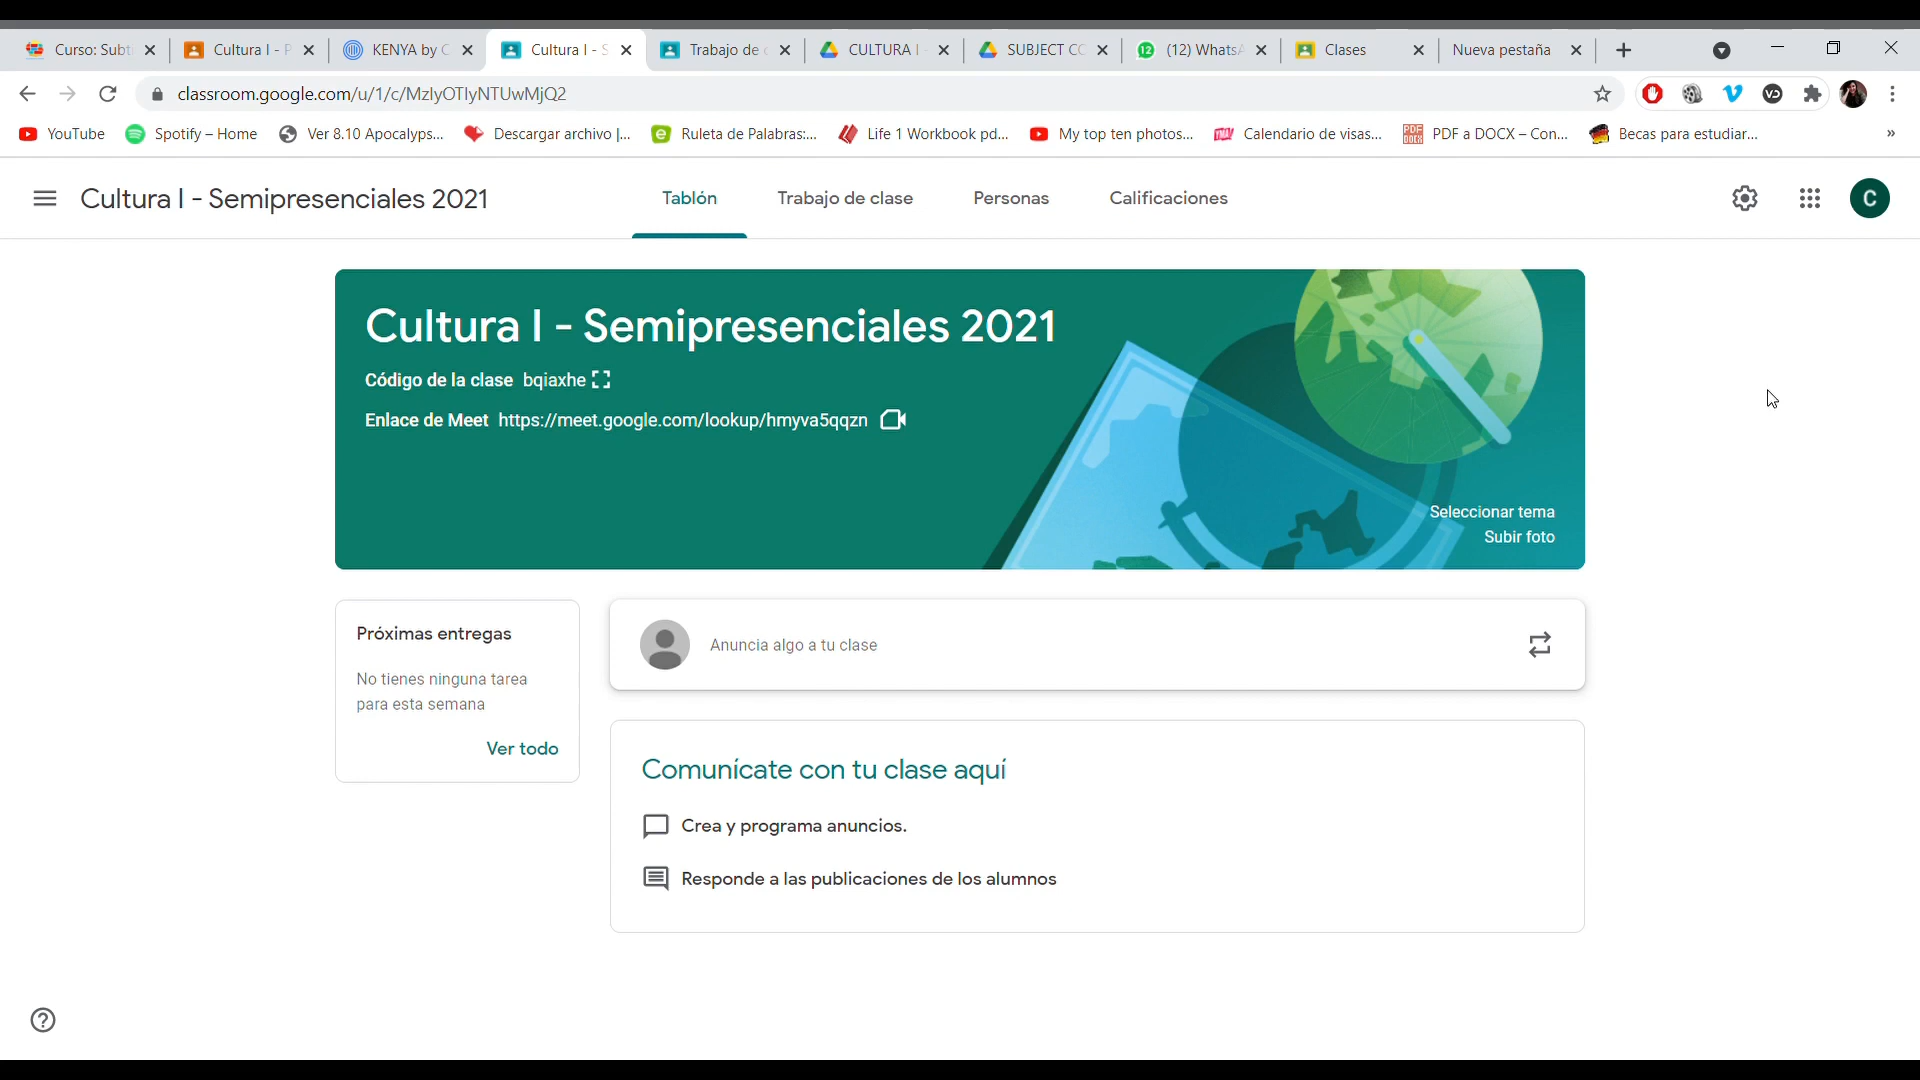 Curso: Subt
Cultura I - P
KENYA by C
Cultura I - S
Trabajo de c
CULTURA I -
SUBJECT CC
(12) WhatsA
Clases
Nueva pestaña
classroom.google.com/u/1/c/MzIyOTIyNTUwMjQ2
YouTube
Spotify – Home
Ver 8.10 Apocalyps...
Descargar archivo |...
Ruleta de Palabras:...
Life 1 Workbook pd...
My top ten photos...
Calendario de visas...
PDF a DOCX – Con...
Becas para estudiar...
»
Cultura I - Semipresenciales 2021
Tablón
Trabajo de clase
Personas
Calificaciones
C
Cultura I - Semipresenciales 2021
Código de la clase bqiaxhe
Enlace de Meet https://meet.google.com/lookup/hmyva5qqzn
Seleccionar tema
Subir foto
Próximas entregas
No tienes ninguna tarea
para esta semana
Ver todo
Anuncia algo a tu clase
Comunícate con tu clase aquí
Crea y programa anuncios.
Responde a las publicaciones de los alumnos